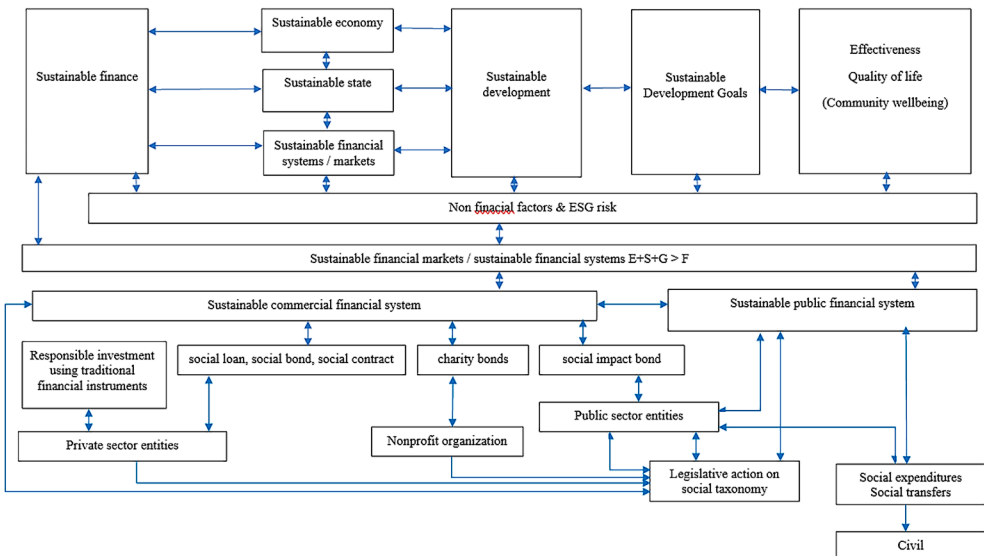 Sustainable finance
Sustainable economy
Sustainable state
Sustainable financial
systems / markets
Sustainable
development
Sustainable
Development Goals
Effectiveness
Quality of life
(Community wellbeing)
Non finacial factors & ESG risk
Sustainable financial markets / sustainable financial systems E+S+G > F
Sustainable commercial financial system
Sustainable public financial system
Responsible investment
using traditional
financial instruments
social loan, social bond, social contract
charity bonds
social impact bond
Public sector entities
Private sector entities
Nonprofit organization
Legislative action on
social taxonomy
Social expenditures
Social transfers
Civil